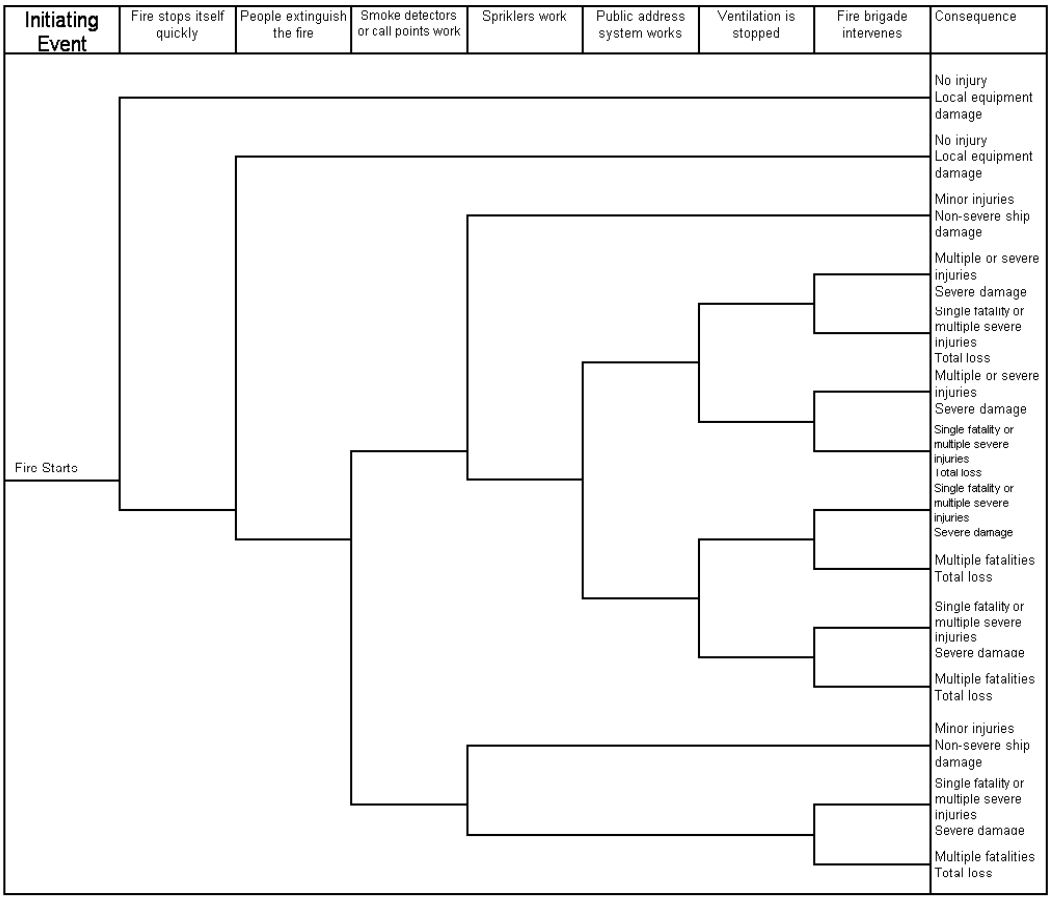 Initiating
Event
Fire stops itself
quickly
People extinguish
the fire
Smoke detectors
or call points work
Spriklers work
Public address
system works
Ventilation is
stopped
Fire brigade
intervenes
Consequence
No injury
Local equipment
damage
No injury
Local equipment
damage
Minor injuries
Non-severe ship
damage
Multiple or severe
injuries
Severe damage
Single fatality or
multiple severe
injuries
Total loss
Multiple or severe
injuries
Severe damage
Single fatality or
multiple severe
injuries
Total loss
Fire Starts
Single fatality or
multiple severe
injuries
Severe damage
Multiple fatalities
Total loss
Single fatality or
multiple severe
injuries
Severe damage
Multiple fatalities
Total loss
Minor injuries
Non-severe ship
damage
Single fatality or
multiple severe
injuries
Severe damage
Multiple fatalities
Total loss